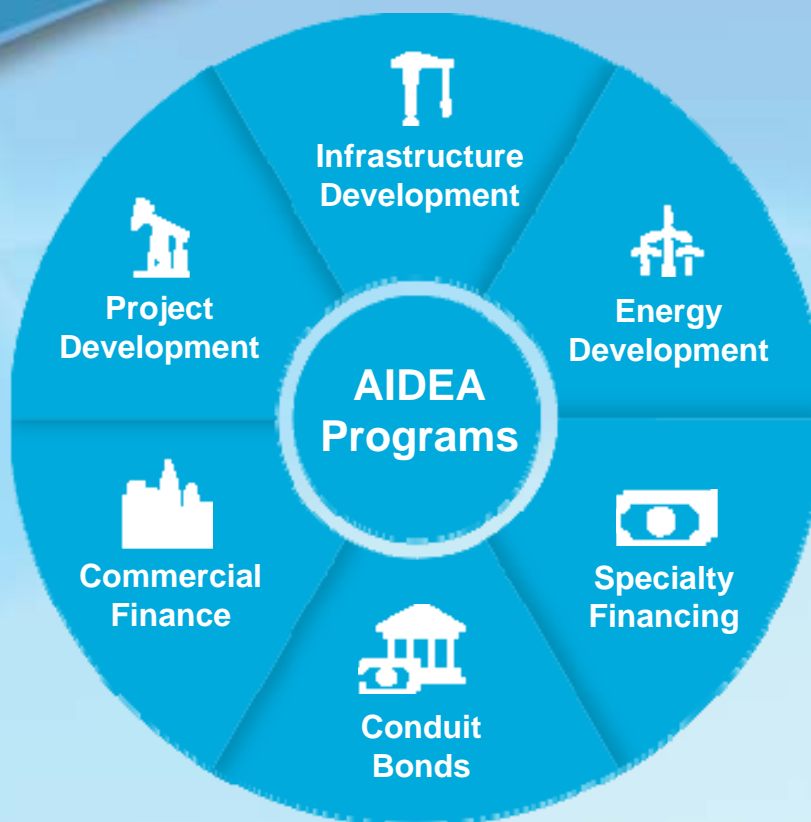 Infrastructure
Development
Project
Development
Energy
Development
AIDEA
Programs
Commercial
Finance
Specialty
Financing
Conduit
Bonds